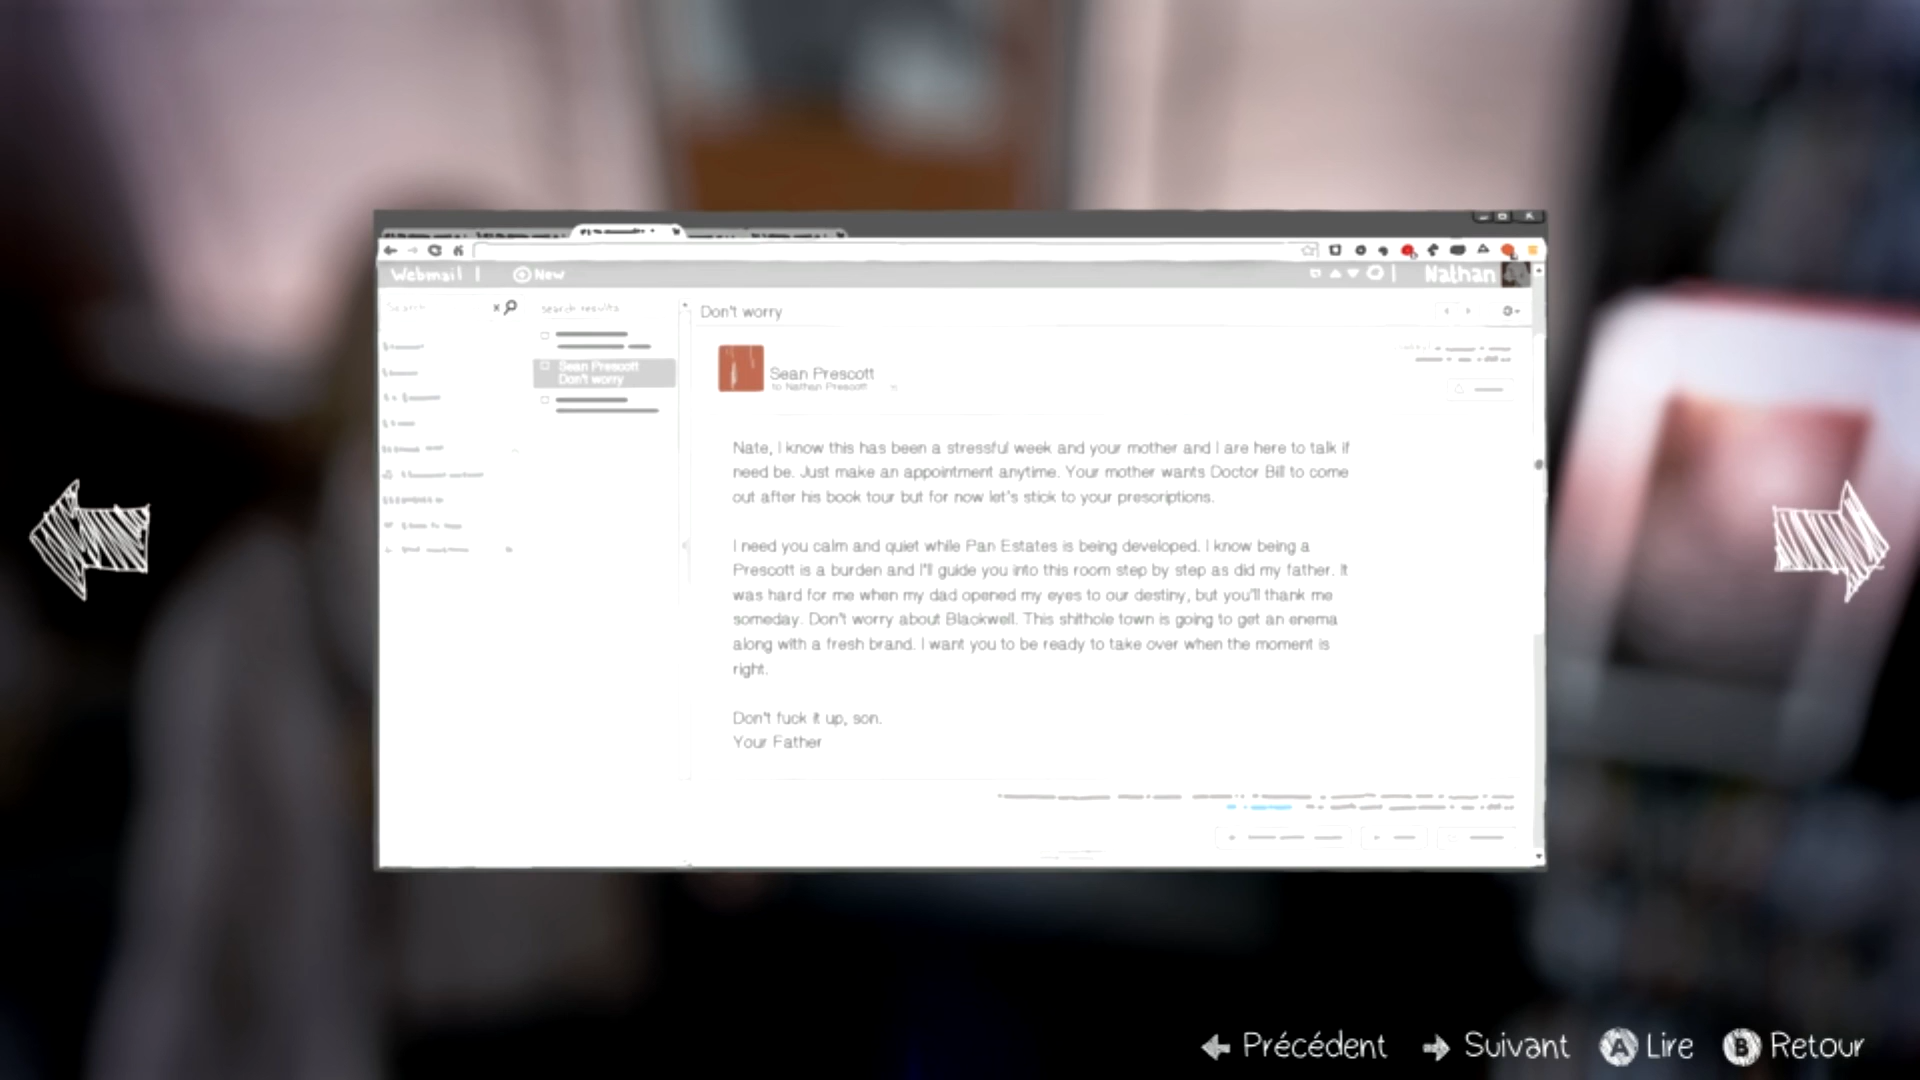 Webmail | New
Nathan
Search
search results
Sean Prescott
Don't worry
Don't worry
Sean Prescott
to Nathan Prescott
Nate, I know this has been a stressful week and your mother and I are here to talk if
need be. Just make an appointment anytime. Your mother wants Doctor Bill to come
out after his book tour but for now let's stick to your prescriptions.
I need you calm and quiet while Pan Estates is being developed. I know being a
Prescott is a burden and I'll guide you into this room step by step as did my father. It
was hard for me when my dad opened my eyes to our destiny, but you'll thank me
someday. Don't worry about Blackwell. This shithole town is going to get an enema
along with a fresh brand. I want you to be ready to take over when the moment is
right.
Don't fuck it up, son.
Your Father
Précédent Suivant A Lire B Retour